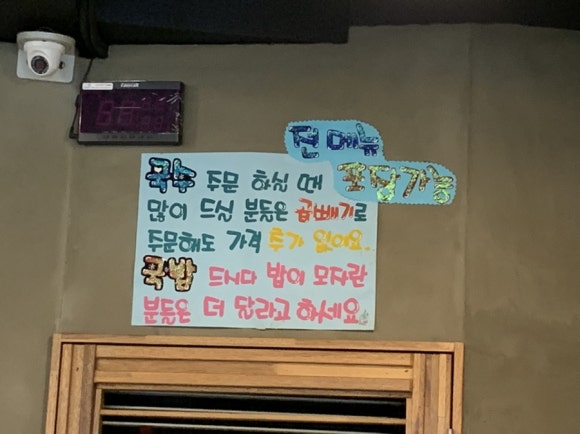 전 메뉴
포장가능
국수 주문 하실 때
많이 드실 분들은 곱빼기로
주문해도 가격 추가 없어요.
국밥 드시다 밥이 모자란
분들은 더 달라고 하세요